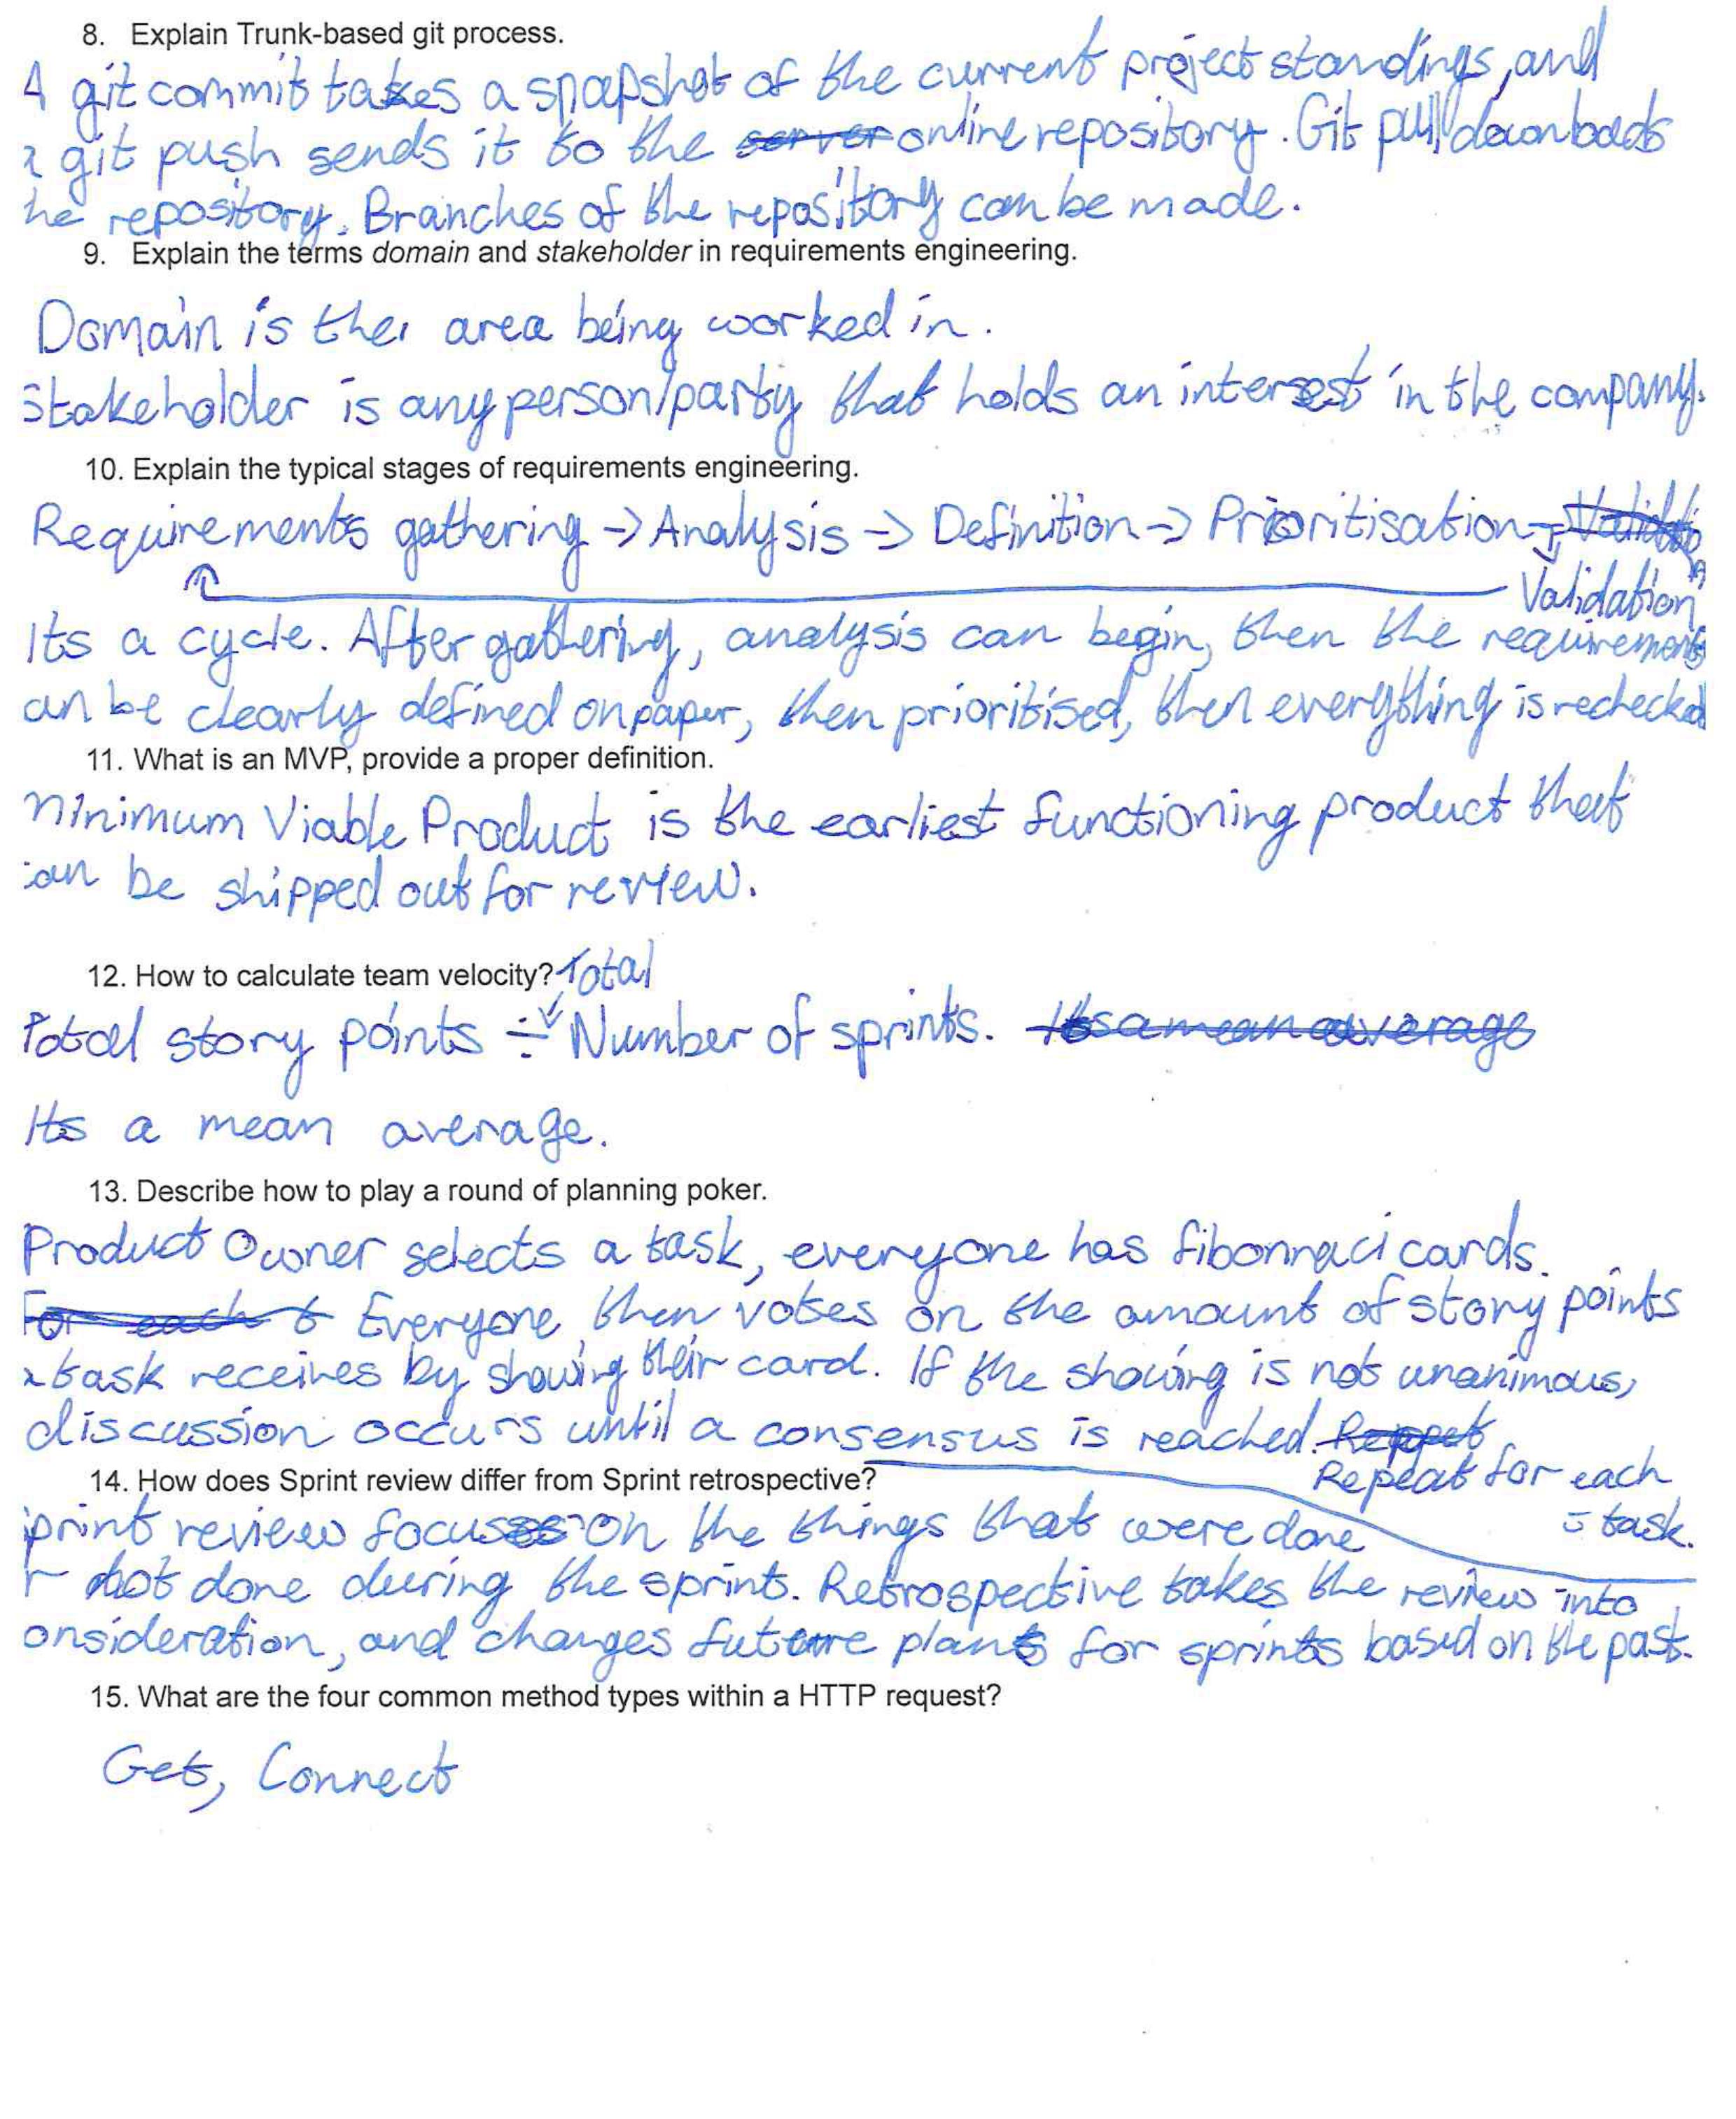 8. Explain Trunk-based git process.
A git commit takes a snapshot of the current project standings, and
a git push sends it to the server online repository. Git pull downloads
he repository. Branches of the repository can be made.
9. Explain the terms domain and stakeholder in requirements engineering.
Domain is the area being worked in.
Stakeholder is any person/party that holds an interest in the company.
10. Explain the typical stages of requirements engineering.
Requirements gathering -> Analysis -> Definition -> Prioritisation ->
Validation
Its a cycle. After gathering, analysis can begin, then the requirements
an be clearly defined on paper, then prioritised, then everything is rechecked
11. What is an MVP, provide a proper definition.
Minimum Viable Product is the earliest functioning product that
can be shipped out for review.
12. How to calculate team velocity? Total
Total story points ÷ Number of sprints. Its a mean average
Its a mean average.
13. Describe how to play a round of planning poker.
Product Owner selects a task, everyone has fibonnaci cards.
For each t Everyone then votes on the amount of story points
a task receives by showing their card. If the showing is not unanimous,
discussion occurs until a consensus is reached. Repeat
Repeat for each
task.
14. How does Sprint review differ from Sprint retrospective?
print review focuses on the things that were done
r not done during the sprint. Retrospective takes the review into
onsideration, and changes future plans for sprints based on the past.
15. What are the four common method types within a HTTP request?
Get, Connect